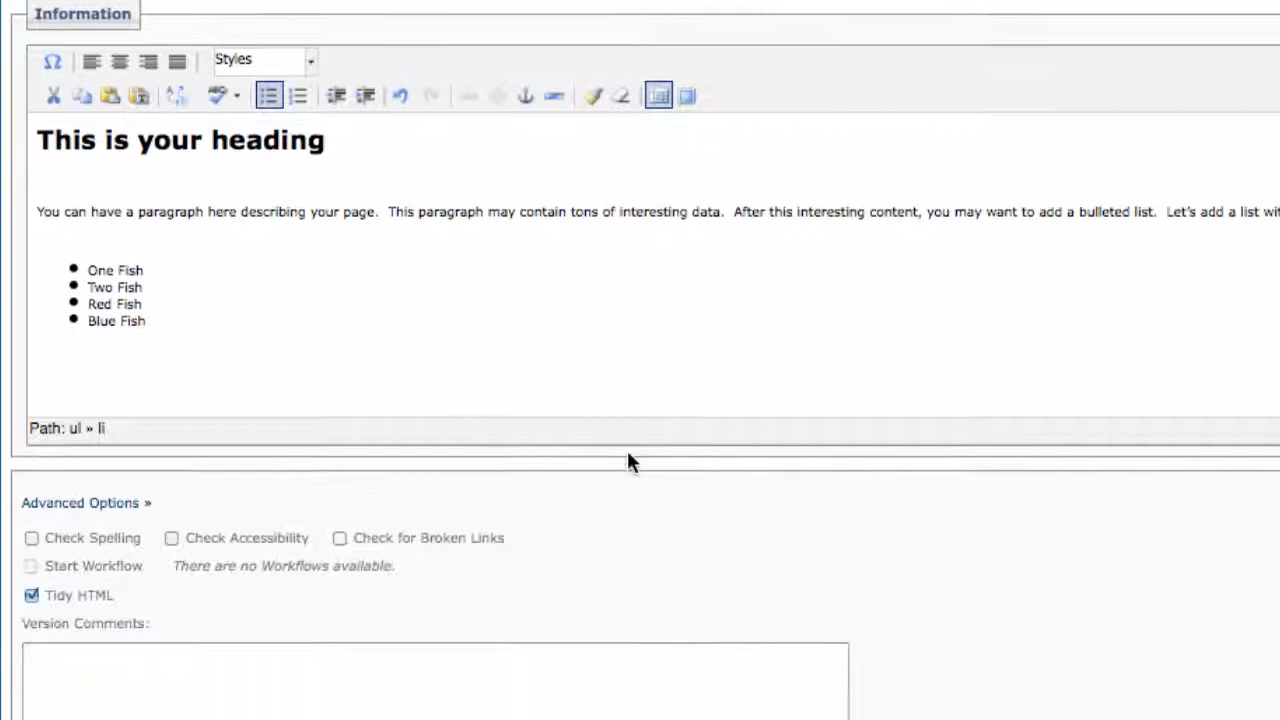 Information
Styles
This is your heading
You can have a paragraph here describing your page. This paragraph may contain tons of interesting data. After this interesting content, you may want to add a bulleted list. Let's add a list wit
One Fish
Two Fish
Red Fish
Blue Fish
Path: ul » li
Advanced Options »
Check Spelling Check Accessibility Check for Broken Links
Start Workflow There are no Workflows available.
Tidy HTML
Version Comments: